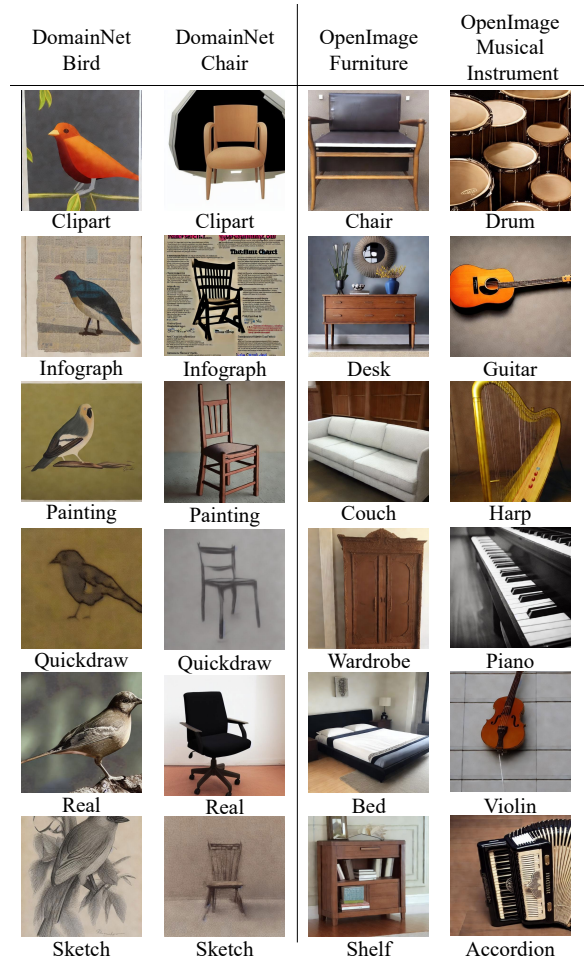 DomainNet
Bird
DomainNet
Chair
OpenImage
Furniture
OpenImage
Musical
Instrument
Clipart
Clipart
Chair
Drum
Infograph
Infograph
Desk
Guitar
Painting
Painting
Couch
Harp
Quickdraw
Quickdraw
Wardrobe
Piano
Real
Real
Bed
Violin
Sketch
Sketch
Shelf
Accordion